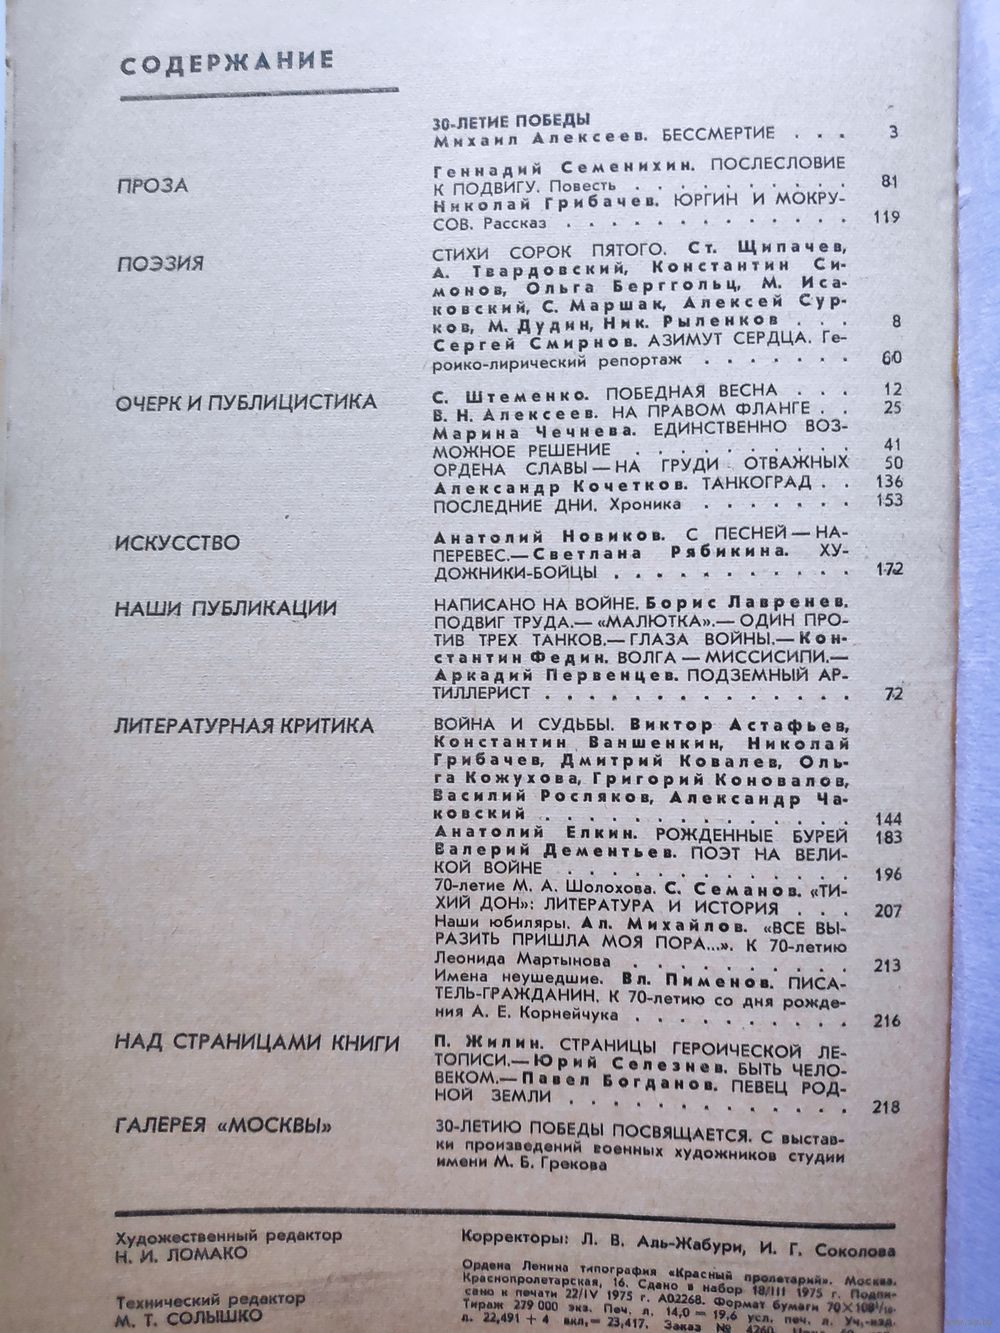 СОДЕРЖАНИЕ
30-ЛЕТИЕ ПОБЕДЫ
Михаил Алексеев. БЕССМЕРТИЕ . . . 3
ПРОЗА
Геннадий Семенихин. ПОСЛЕСЛОВИЕ
К ПОДВИГУ. Повесть . . . . . . . . . . 81
Николай Грибачев. ЮРГИН И МОКРУ-
СОВ. Рассказ . . . . . . . . . . . . . 119
ПОЭЗИЯ
СТИХИ СОРОК ПЯТОГО. Ст. Щипачев,
А. Твардовский, Константин Си-
монов, Ольга Берггольц, М. Иса-
ковский, С. Маршак, Алексей Сур-
ков, М. Дудин, Ник. Рыленков . . . 8
Сергей Смирнов. АЗИМУТ СЕРДЦА. Ге-
роико-лирический репортаж . . . . . . . 60
ОЧЕРК И ПУБЛИЦИСТИКА
С. Штеменко. ПОБЕДНАЯ ВЕСНА . . . 12
В. Н. Алексеев. НА ПРАВОМ ФЛАНГЕ . . 25
Марина Чечнева. ЕДИНСТВЕННО ВОЗ-
МОЖНОЕ РЕШЕНИЕ . . . . . . . . . . 41
ОРДЕНА СЛАВЫ — НА ГРУДИ ОТВАЖНЫХ 50
Александр Кочетков. ТАНКОГРАД . . 136
ПОСЛЕДНИЕ ДНИ. Хроника . . . . . . . 153
ИСКУССТВО
Анатолий Новиков. С ПЕСНЕЙ — НА-
ПЕРЕВЕС.— Светлана Рябикина. ХУ-
ДОЖНИКИ-БОЙЦЫ . . . . . . . . . . . 172
НАШИ ПУБЛИКАЦИИ
НАПИСАНО НА ВОЙНЕ. Борис Лавренев.
ПОДВИГ ТРУДА.— «МАЛЮТКА».— ОДИН ПРО-
ТИВ ТРЕХ ТАНКОВ.— ГЛАЗА ВОЙНЫ.— Кон-
стантин Федин. ВОЛГА — МИССИСИПИ.—
Аркадий Первенцев. ПОДЗЕМНЫЙ АР-
ТИЛЛЕРИСТ . . . . . . . . . . . . . . 72
ЛИТЕРАТУРНАЯ КРИТИКА
ВОЙНА И СУДЬБЫ. Виктор Астафьев,
Константин Ваншенкин, Николай
Грибачев, Дмитрий Ковалев, Оль-
га Кожухова, Григорий Коновалов,
Василий Росляков, Александр Ча-
ковский . . . . . . . . . . . . . . . 144
Анатолий Елкин. РОЖДЕННЫЕ БУРЕЙ 183
Валерий Дементьев. ПОЭТ НА ВЕЛИ-
КОЙ ВОЙНЕ . . . . . . . . . . . . . 196
70-летие М. А. Шолохова. С. Семанов. «ТИ-
ХИЙ ДОН»: ЛИТЕРАТУРА И ИСТОРИЯ . . . 207
Наши юбиляры. Ал. Михайлов. «ВСЕ ВЫ-
РАЗИТЬ ПРИШЛА МОЯ ПОРА...». К 70-летию
Леонида Мартынова . . . . . . . . . . 213
Имена неушедшие. Вл. Пименов. ПИСА-
ТЕЛЬ-ГРАЖДАНИН. К 70-летию со дня рожде-
ния А. Е. Корнейчука . . . . . . . . . . 216
НАД СТРАНИЦАМИ КНИГИ
П. Жилин. СТРАНИЦЫ ГЕРОИЧЕСКОЙ ЛЕ-
ТОПИСИ.— Юрий Селезнев. БЫТЬ ЧЕЛО-
ВЕКОМ.— Павел Богданов. ПЕВЕЦ РОД-
НОЙ ЗЕМЛИ . . . . . . . . . . . . . 218
ГАЛЕРЕЯ «МОСКВЫ»
30-ЛЕТИЮ ПОБЕДЫ ПОСВЯЩАЕТСЯ. С выстав-
ки произведений военных художников студии
имени М. Б. Грекова
Художественный редактор
Н. И. ЛОМАКО
Технический редактор
М. Т. СОЛЫШКО
Корректоры: Л. В. Аль-Жабури, И. Г. Соколова
Ордена Ленина типография «Красный пролетарий». Москва.
Краснопролетарская, 16. Сдано в набор 18/III 1975 г. Подпи-
сано к печати 22/IV 1975 г. А02268. Формат бумаги 70×108 1/16.
Тираж 279 000 экз. Печ. л. 14,0 = 19,6 усл. печ. л. Уч.-изд.
л. 22,491 + 4 вкл. = 23,417. Заказ № 4260.